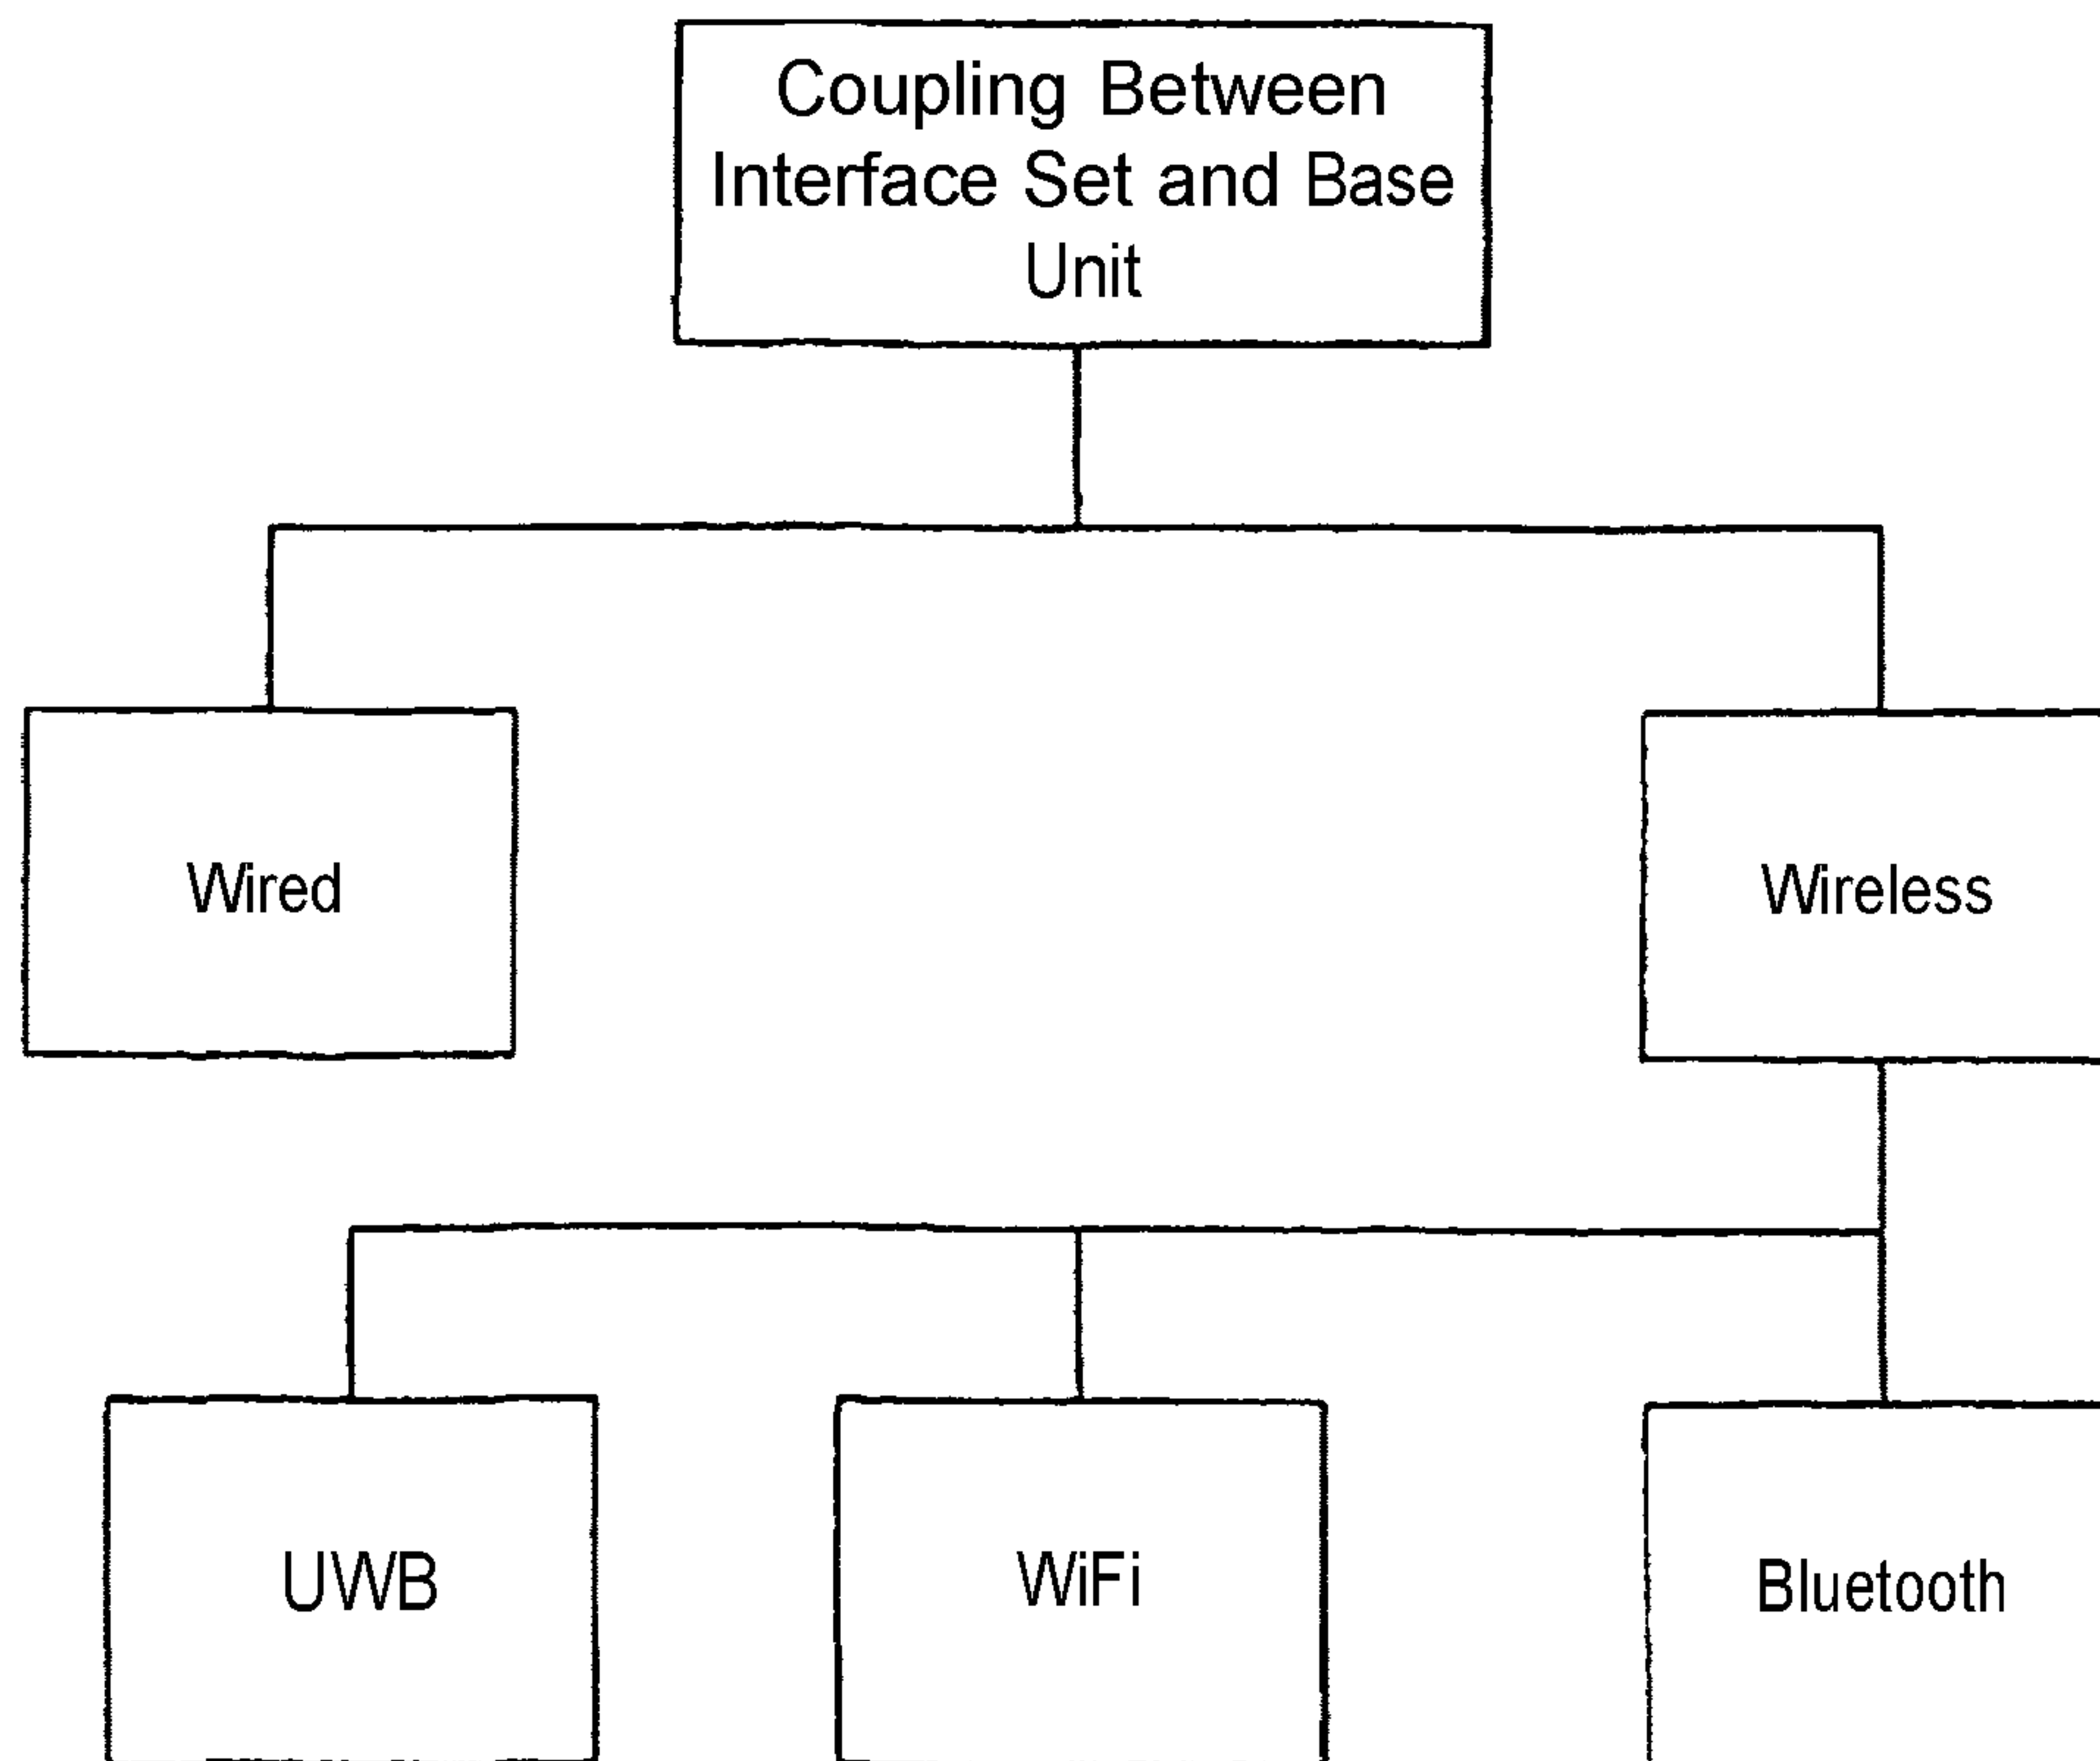 Coupling Between
Interface Set and Base
Unit
Wired
Wireless
UWB
WiFi
Bluetooth